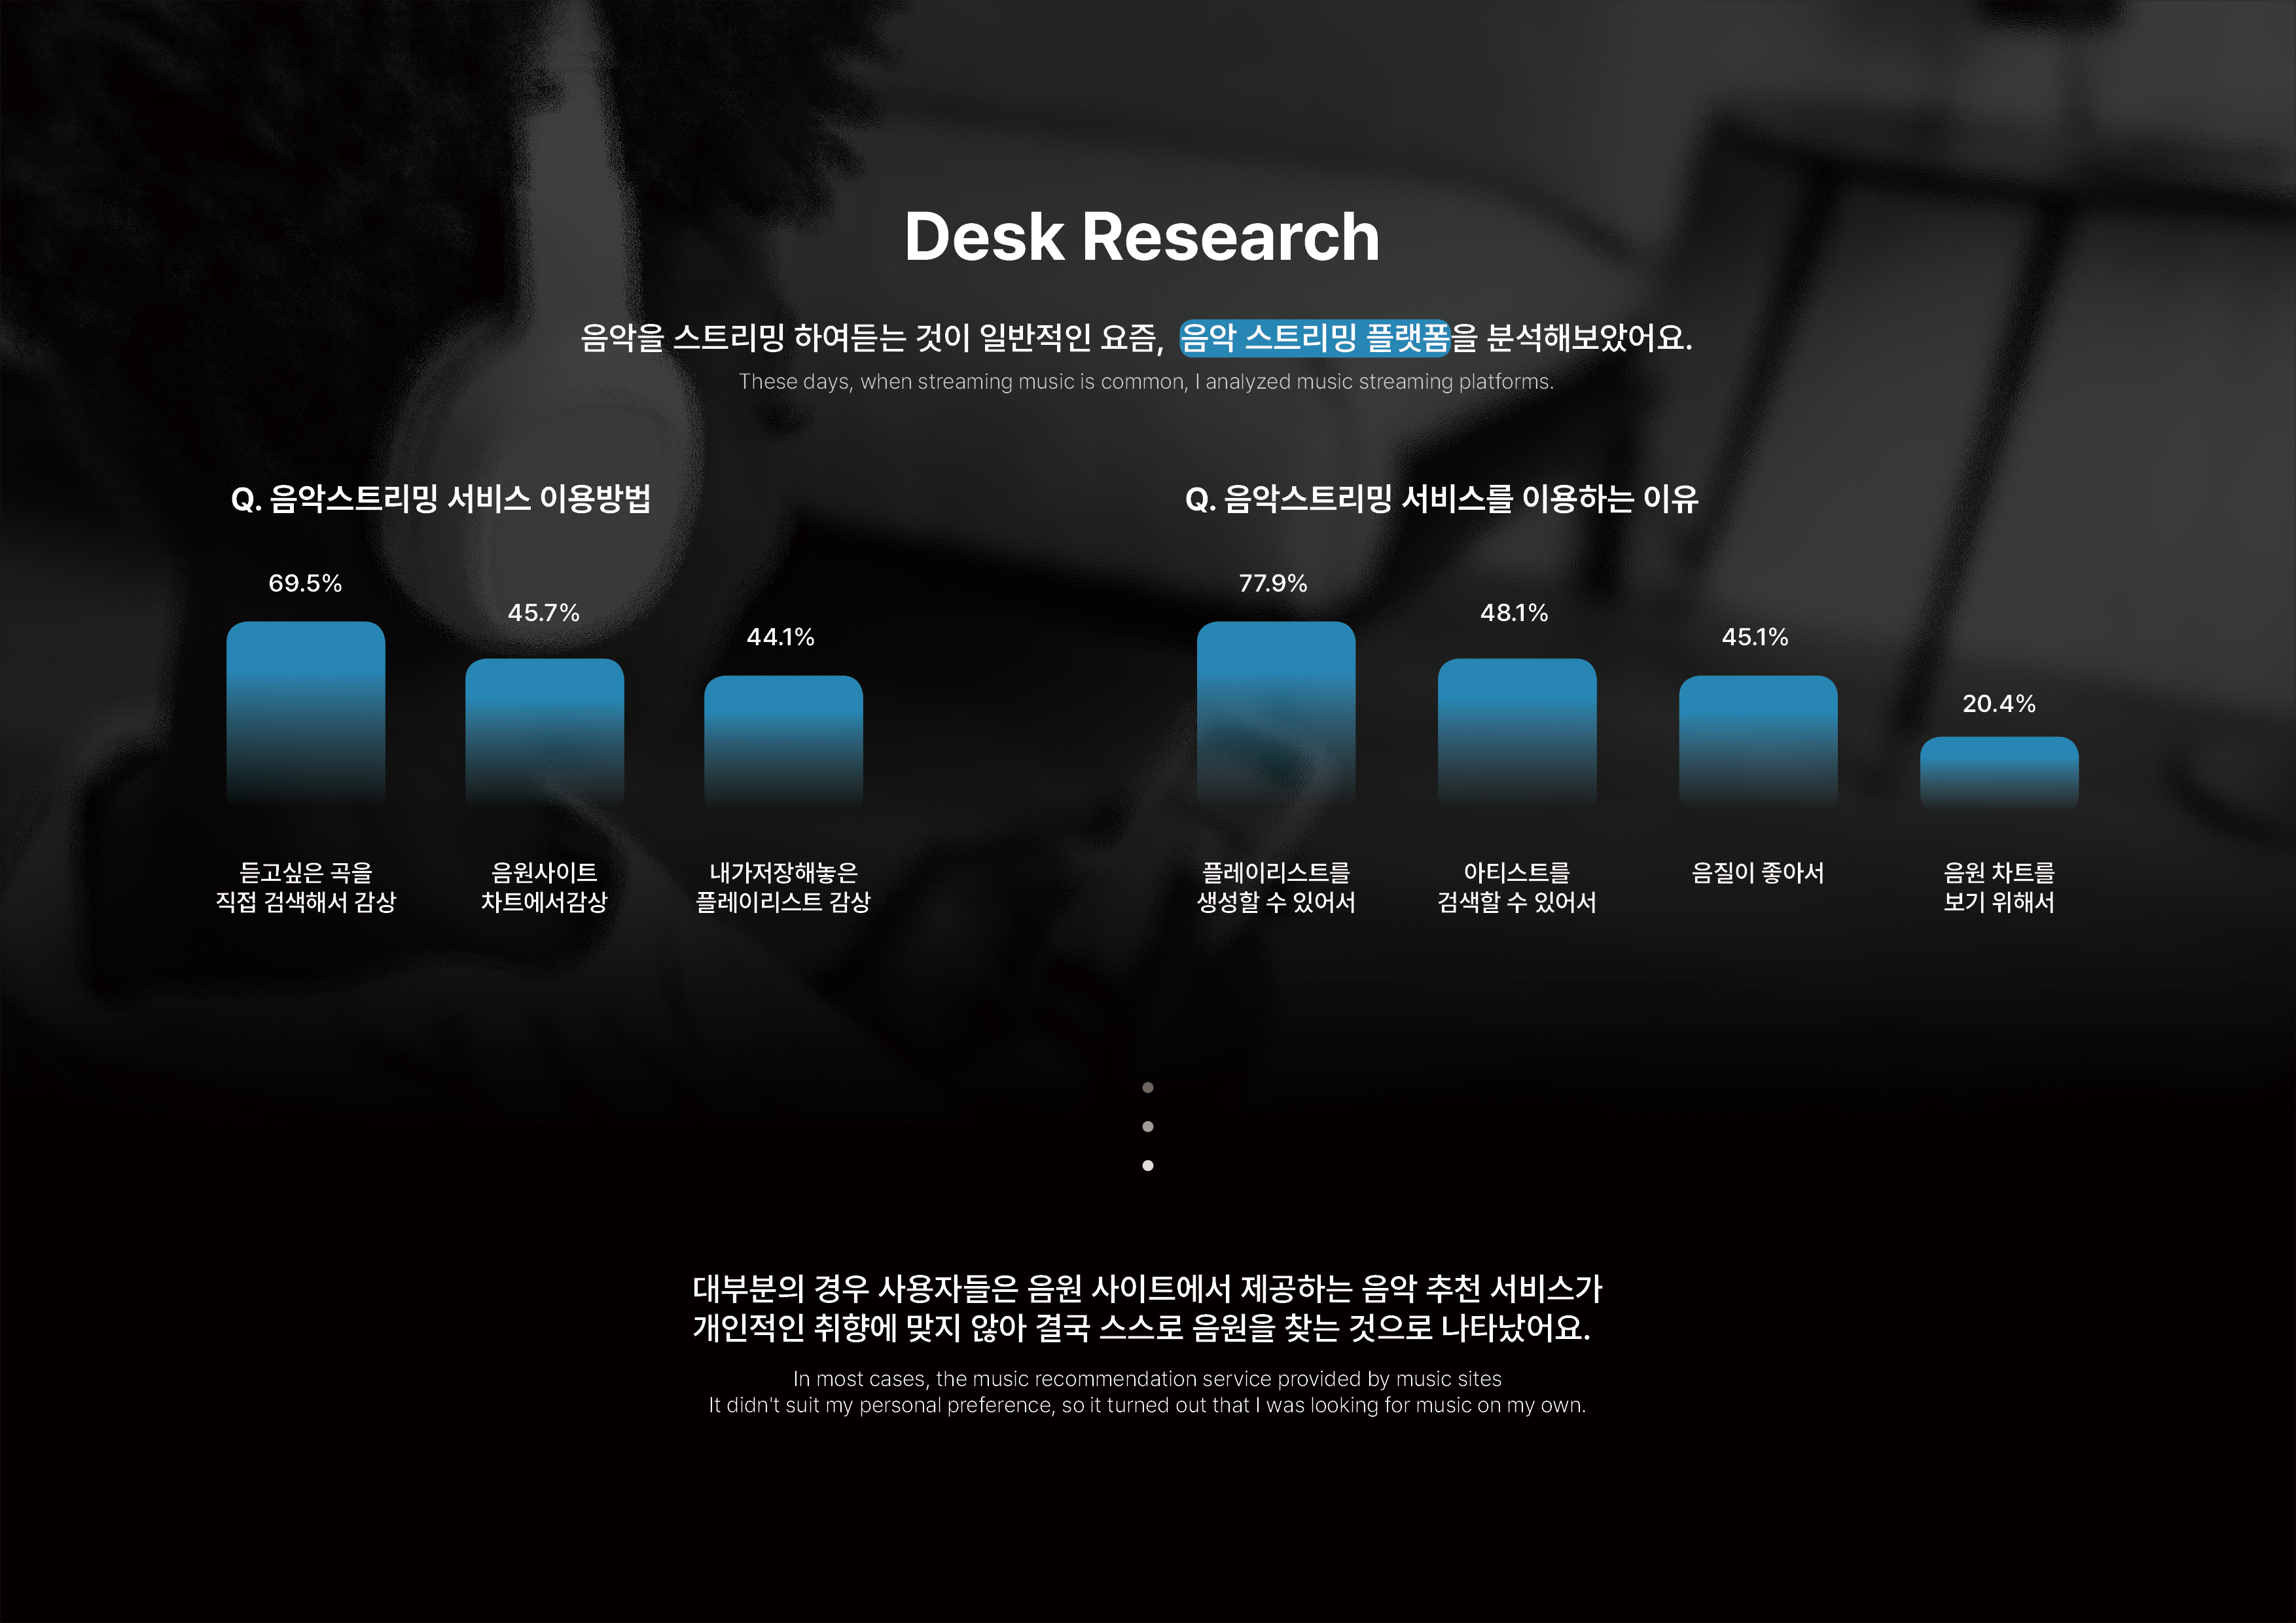 Desk Research
음악을 스트리밍 하여듣는 것이 일반적인 요즘, 음악 스트리밍 플랫폼을 분석해보았어요.
These days, when streaming music is common, I analyzed music streaming platforms.
Q. 음악스트리밍 서비스 이용방법
69.5%
45.7%
44.1%
듣고싶은 곡을
직접 검색해서 감상
음원사이트
차트에서감상
내가저장해놓은
플레이리스트 감상
Q. 음악스트리밍 서비스를 이용하는 이유
77.9%
48.1%
45.1%
20.4%
플레이리스트를
생성할 수 있어서
아티스트를
검색할 수 있어서
음질이 좋아서
음원 차트를
보기 위해서
대부분의 경우 사용자들은 음원 사이트에서 제공하는 음악 추천 서비스가
개인적인 취향에 맞지 않아 결국 스스로 음원을 찾는 것으로 나타났어요.
In most cases, the music recommendation service provided by music sites
It didn't suit my personal preference, so it turned out that I was looking for music on my own.